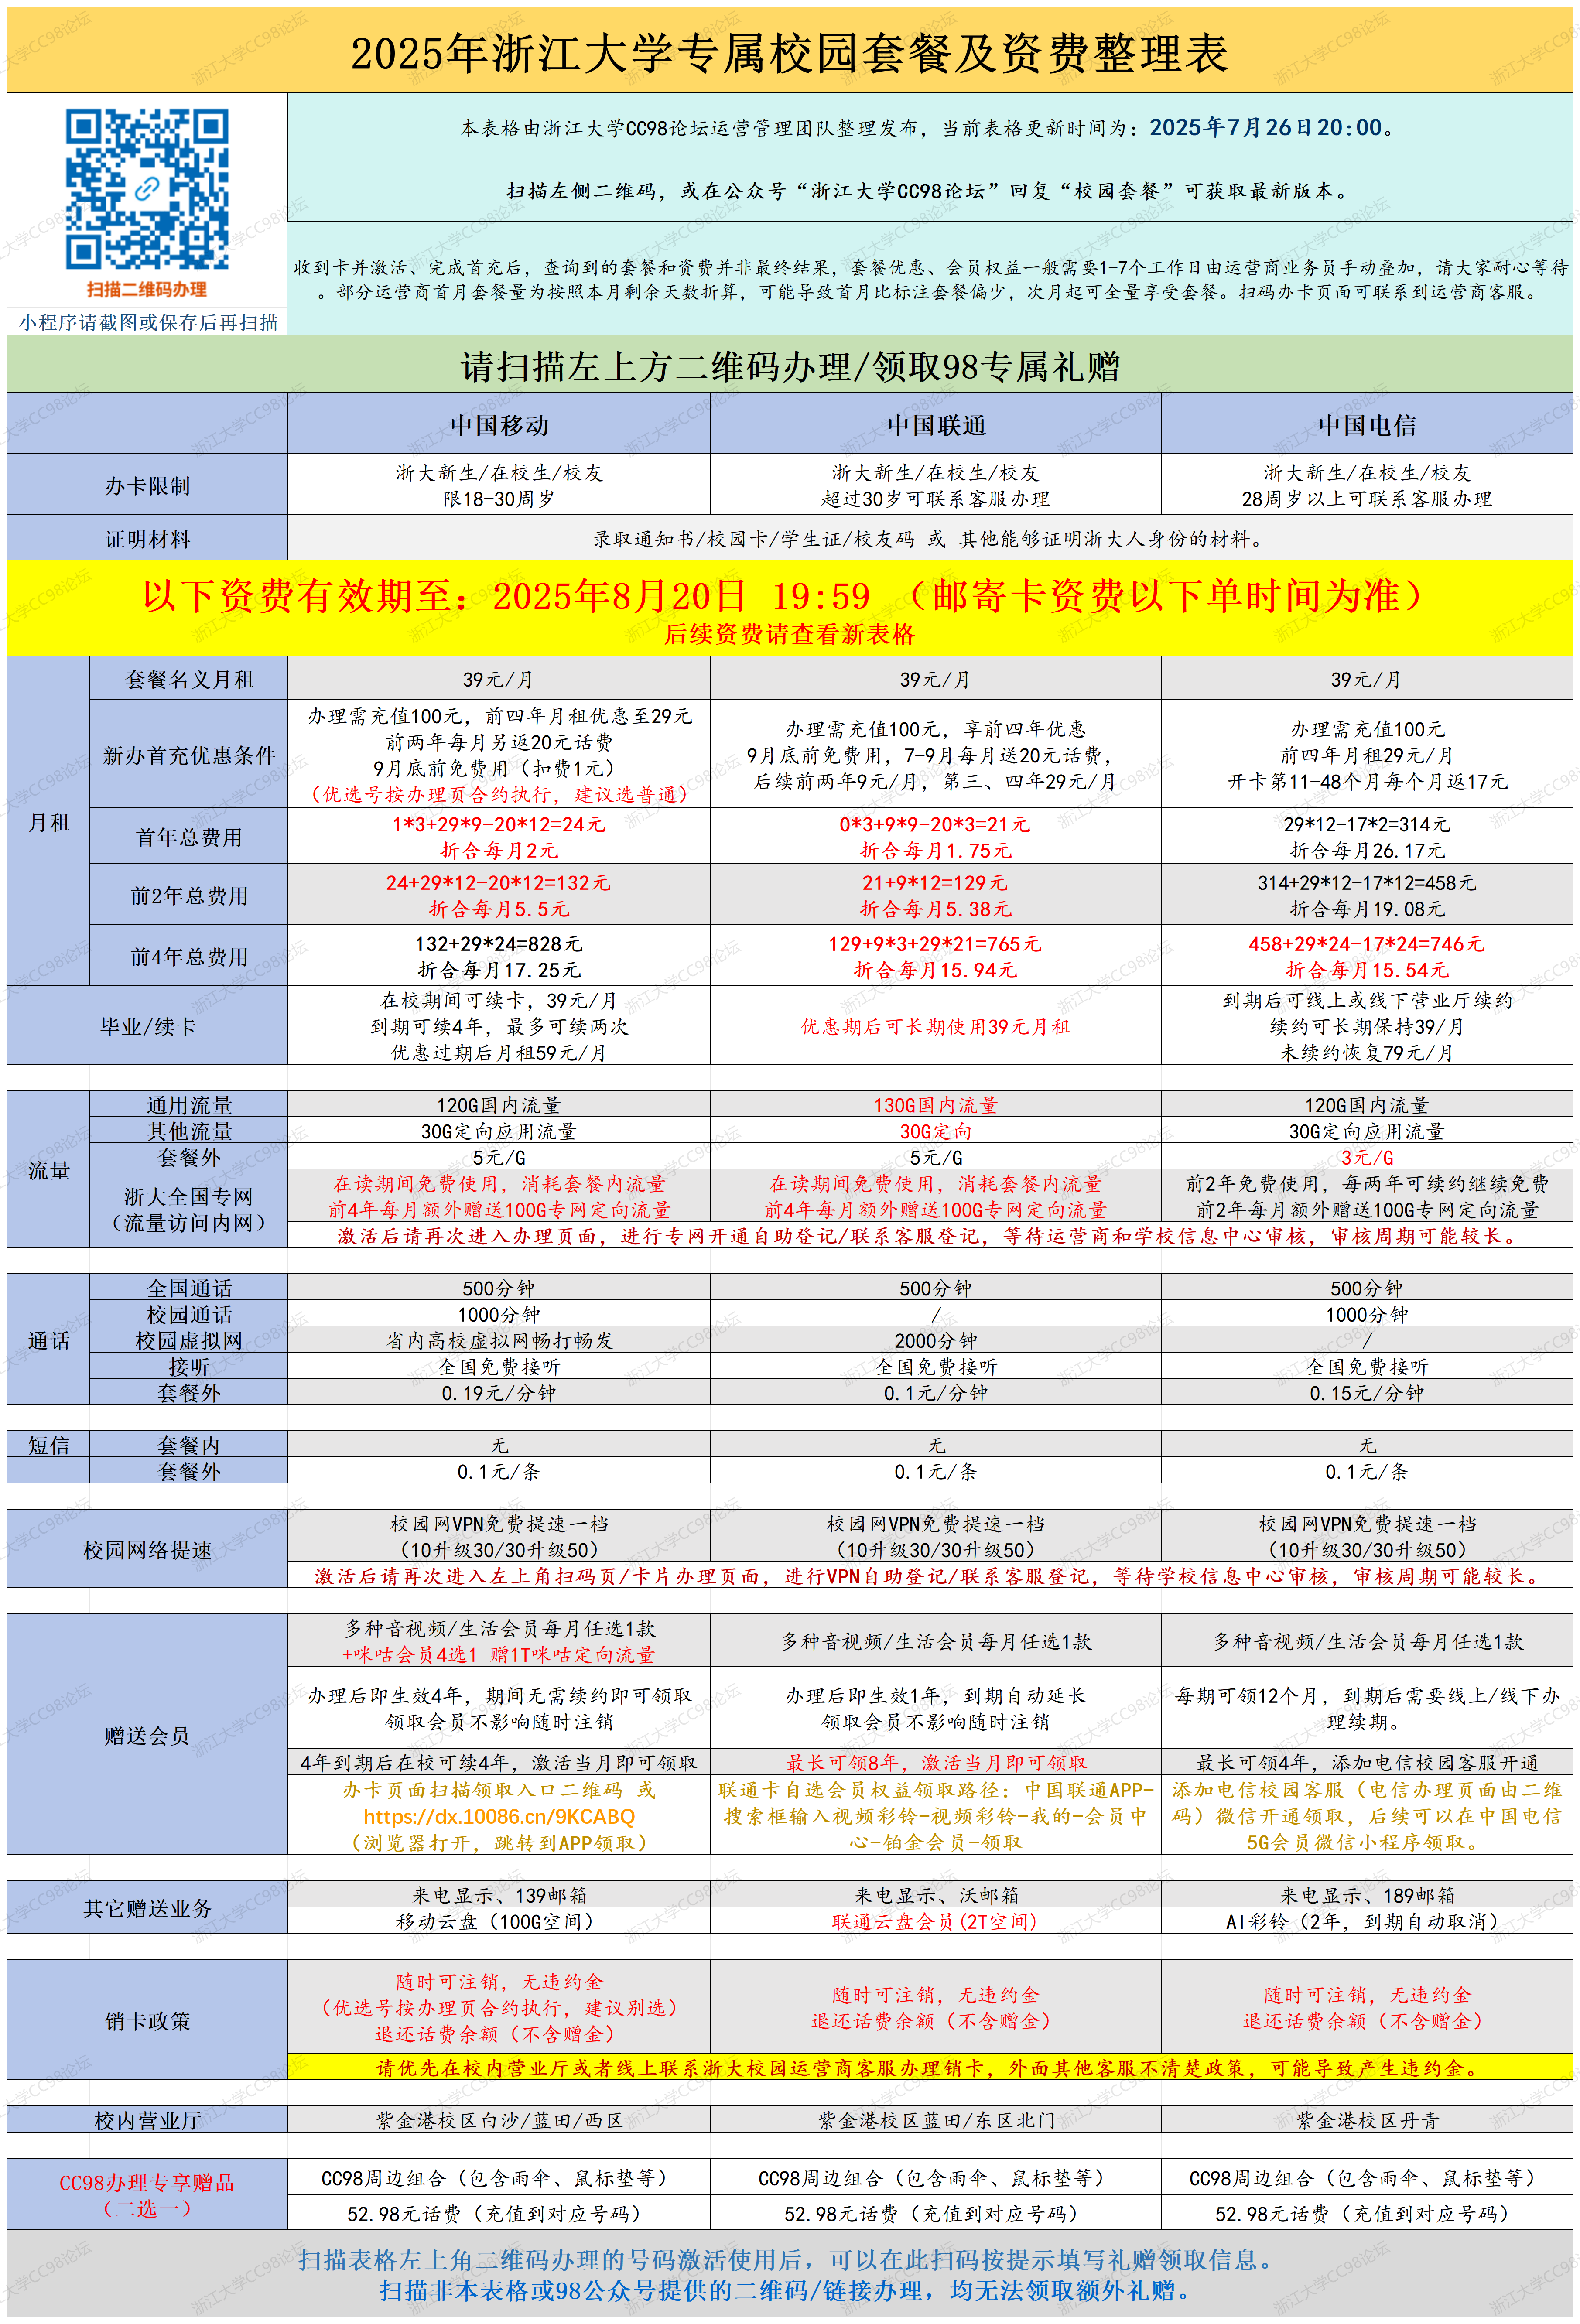 2025年浙江大学专属校园套餐及资费整理表
扫描二维码办理
小程序请截图或保存后再扫描
本表格由浙江大学CC98论坛运营管理团队整理发布，当前表格更新时间为：2025年7月26日20:00。
扫描左侧二维码，或在公众号“浙江大学CC98论坛”回复“校园套餐”可获取最新版本。
收到卡并激活、完成首充后，查询到的套餐和资费并非最终结果，套餐优惠、会员权益一般需要1-7个工作日由运营商业务员手动叠加，请大家耐心等待
。部分运营商首月套餐量为按照本月剩余天数折算，可能导致首月比标注套餐偏少，次月起可全量享受套餐。扫码办卡页面可联系到运营商客服。
请扫描左上方二维码办理/领取98专属礼赠
中国移动
中国联通
中国电信
办卡限制
浙大新生/在校生/校友
限18-30周岁
浙大新生/在校生/校友
超过30岁可联系客服办理
浙大新生/在校生/校友
28周岁以上可联系客服办理
证明材料
录取通知书/校园卡/学生证/校友码 或 其他能够证明浙大人身份的材料。
以下资费有效期至：2025年8月20日 19:59 （邮寄卡资费以下单时间为准）
后续资费请查看新表格
月租
套餐名义月租
39元/月
39元/月
39元/月
新办首充优惠条件
办理需充值100元，前四年月租优惠至29元
前两年每月另返20元话费
9月底前免费用（扣费1元）
（优选号按办理页合约执行，建议选普通）
办理需充值100元，享前四年优惠
9月底前免费用，7-9月每月送20元话费，
后续前两年9元/月，第三、四年29元/月
办理需充值100元
前四年月租29元/月
开卡第11-48个月每个月返17元
首年总费用
1*3+29*9-20*12=24元
折合每月2元
0*3+9*9-20*3=21元
折合每月1.75元
29*12-17*2=314元
折合每月26.17元
前2年总费用
24+29*12-20*12=132元
折合每月5.5元
21+9*12=129元
折合每月5.38元
314+29*12-17*12=458元
折合每月19.08元
前4年总费用
132+29*24=828元
折合每月17.25元
129+9*3+29*21=765元
折合每月15.94元
458+29*24-17*24=746元
折合每月15.54元
毕业/续卡
在校期间可续卡，39元/月
到期可续4年，最多可续两次
优惠过期后月租59元/月
优惠期后可长期使用39元月租
到期后可线上或线下营业厅续约
续约可长期保持39/月
未续约恢复79元/月
流量
通用流量
120G国内流量
130G国内流量
120G国内流量
其他流量
30G定向应用流量
30G定向
30G定向应用流量
套餐外
5元/G
5元/G
3元/G
浙大全国专网
（流量访问内网）
在读期间免费使用，消耗套餐内流量
前4年每月额外赠送100G专网定向流量
在读期间免费使用，消耗套餐内流量
前4年每月额外赠送100G专网定向流量
前2年免费使用，每两年可续约继续免费
前2年每月额外赠送100G专网定向流量
激活后请再次进入办理页面，进行专网开通自助登记/联系客服登记，等待运营商和学校信息中心审核，审核周期可能较长。
通话
全国通话
500分钟
500分钟
500分钟
校园通话
1000分钟
/
1000分钟
校园虚拟网
省内高校虚拟网畅打畅发
2000分钟
/
接听
全国免费接听
全国免费接听
全国免费接听
套餐外
0.19元/分钟
0.1元/分钟
0.15元/分钟
短信
套餐内
无
无
无
套餐外
0.1元/条
0.1元/条
0.1元/条
校园网络提速
校园网VPN免费提速一档
（10升级30/30升级50）
校园网VPN免费提速一档
（10升级30/30升级50）
校园网VPN免费提速一档
（10升级30/30升级50）
激活后请再次进入左上角扫码页/卡片办理页面，进行VPN自助登记/联系客服登记，等待学校信息中心审核，审核周期可能较长。
赠送会员
多种音视频/生活会员每月任选1款
+咪咕会员4选1 赠1T咪咕定向流量
多种音视频/生活会员每月任选1款
多种音视频/生活会员每月任选1款
办理后即生效4年，期间无需续约即可领取
领取会员不影响随时注销
办理后即生效1年，到期自动延长
领取会员不影响随时注销
每期可领12个月，到期后需要线上/线下办
理续期。
4年到期后在校可续4年，激活当月即可领取
最长可领8年，激活当月即可领取
最长可领4年，添加电信校园客服开通
办卡页面扫描领取入口二维码 或
https://dx.10086.cn/9KCABQ
（浏览器打开，跳转到APP领取）
联通卡自选会员权益领取路径：中国联通APP-
搜索框输入视频彩铃-视频彩铃-我的-会员中
心-铂金会员-领取
添加电信校园客服（电信办理页面由二维
码）微信开通领取，后续可以在中国电信
5G会员微信小程序领取。
其它赠送业务
来电显示、139邮箱
来电显示、沃邮箱
来电显示、189邮箱
移动云盘（100G空间）
联通云盘会员(2T空间)
AI彩铃（2年，到期自动取消）
销卡政策
随时可注销，无违约金
（优选号按办理页合约执行，建议别选）
退还话费余额（不含赠金）
随时可注销，无违约金
退还话费余额（不含赠金）
随时可注销，无违约金
退还话费余额（不含赠金）
请优先在校内营业厅或者线上联系浙大校园运营商客服办理销卡，外面其他客服不清楚政策，可能导致产生违约金。
校内营业厅
紫金港校区白沙/蓝田/西区
紫金港校区蓝田/东区北门
紫金港校区丹青
CC98办理专享赠品
（二选一）
CC98周边组合（包含雨伞、鼠标垫等）
CC98周边组合（包含雨伞、鼠标垫等）
CC98周边组合（包含雨伞、鼠标垫等）
52.98元话费（充值到对应号码）
52.98元话费（充值到对应号码）
52.98元话费（充值到对应号码）
扫描表格左上角二维码办理的号码激活使用后，可以在此扫码按提示填写礼赠领取信息。
扫描非本表格或98公众号提供的二维码/链接办理，均无法领取额外礼赠。